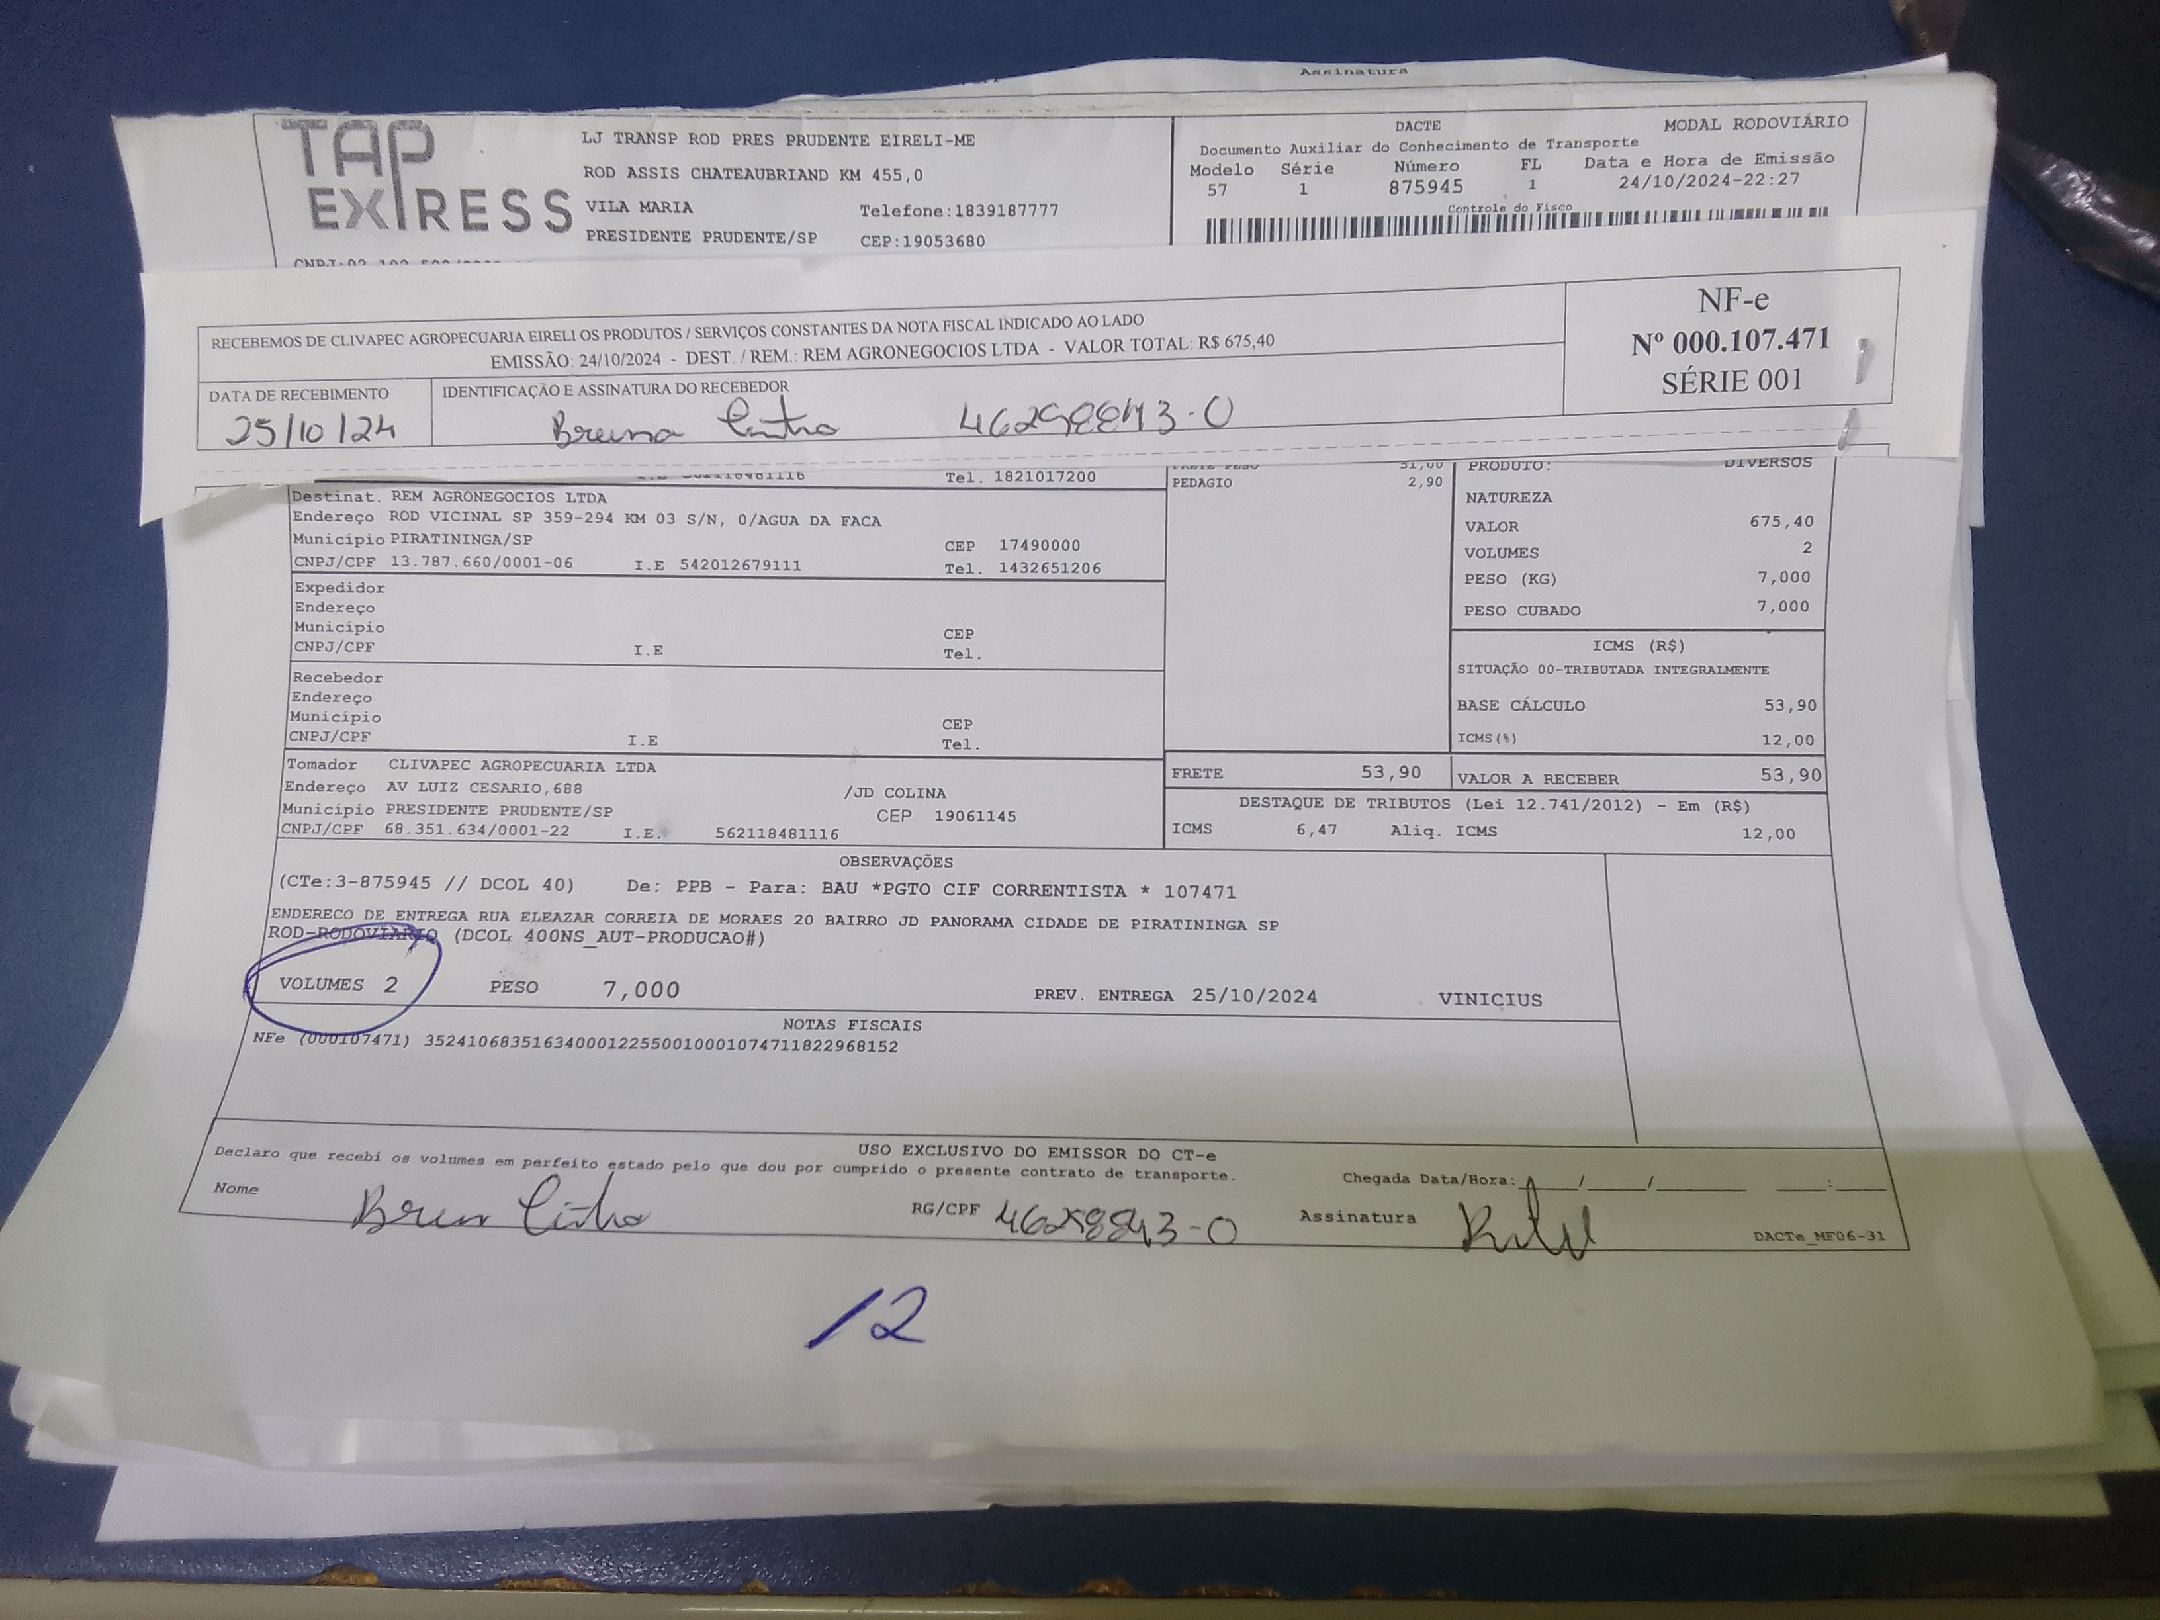 Assinatura
TAP EXPRESS
LJ TRANSP ROD PRES PRUDENTE EIRELI-ME
ROD ASSIS CHATEAUBRIAND KM 455,0
VILA MARIA Telefone:1839187777
PRESIDENTE PRUDENTE/SP CEP:19053680
DACTE MODAL RODOVIÁRIO
Documento Auxiliar do Conhecimento de Transporte
Modelo Série Número FL Data e Hora de Emissão
57 1 875945 1 24/10/2024-22:27
Controle do Fisco
RECEBEMOS DE CLIVAPEC AGROPECUARIA EIRELI OS PRODUTOS / SERVIÇOS CONSTANTES DA NOTA FISCAL INDICADO AO LADO
EMISSÃO: 24/10/2024 - DEST. / REM.: REM AGRONEGOCIOS LTDA - VALOR TOTAL: R$ 675,40
DATA DE RECEBIMENTO IDENTIFICAÇÃO E ASSINATURA DO RECEBEDOR
25/10/24
NF-e
Nº 000.107.471
SÉRIE 001
Tel. 1821017200
Destinat. REM AGRONEGOCIOS LTDA
Endereço ROD VICINAL SP 359-294 KM 03 S/N, 0/AGUA DA FACA
Município PIRATININGA/SP CEP 17490000
CNPJ/CPF 13.787.660/0001-06 I.E 542012679111 Tel. 1432651206
Expedidor
Endereço
Município CEP
CNPJ/CPF I.E Tel.
Recebedor
Endereço
Município CEP
CNPJ/CPF I.E Tel.
Tomador CLIVAPEC AGROPECUARIA LTDA
Endereço AV LUIZ CESARIO,688 /JD COLINA
Município PRESIDENTE PRUDENTE/SP CEP 19061145
CNPJ/CPF 68.351.634/0001-22 I.E. 562118481116
PEDAGIO 2,90
PRODUTO: DIVERSOS
NATUREZA
VALOR 675,40
VOLUMES 2
PESO (KG) 7,000
PESO CUBADO 7,000
ICMS (R$)
SITUAÇÃO 00-TRIBUTADA INTEGRALMENTE
BASE CÁLCULO 53,90
ICMS(%) 12,00
FRETE 53,90 VALOR A RECEBER 53,90
DESTAQUE DE TRIBUTOS (Lei 12.741/2012) - Em (R$)
ICMS 6,47 Aliq. ICMS 12,00
OBSERVAÇÕES
(CTe:3-875945 // DCOL 40) De: PPB - Para: BAU *PGTO CIF CORRENTISTA * 107471
ENDERECO DE ENTREGA RUA ELEAZAR CORREIA DE MORAES 20 BAIRRO JD PANORAMA CIDADE DE PIRATININGA SP
ROD-RODOVIARIO (DCOL 400NS_AUT-PRODUCAO#)
VOLUMES 2 PESO 7,000 PREV. ENTREGA 25/10/2024 VINICIUS
NOTAS FISCAIS
NFe (000107471) 35241068351634000122550010001074711822968152
USO EXCLUSIVO DO EMISSOR DO CT-e
Declaro que recebi os volumes em perfeito estado pelo que dou por cumprido o presente contrato de transporte.
Chegada Data/Hora:____/____/________ ____:____
Nome RG/CPF Assinatura
DACTe_MF06-31
12